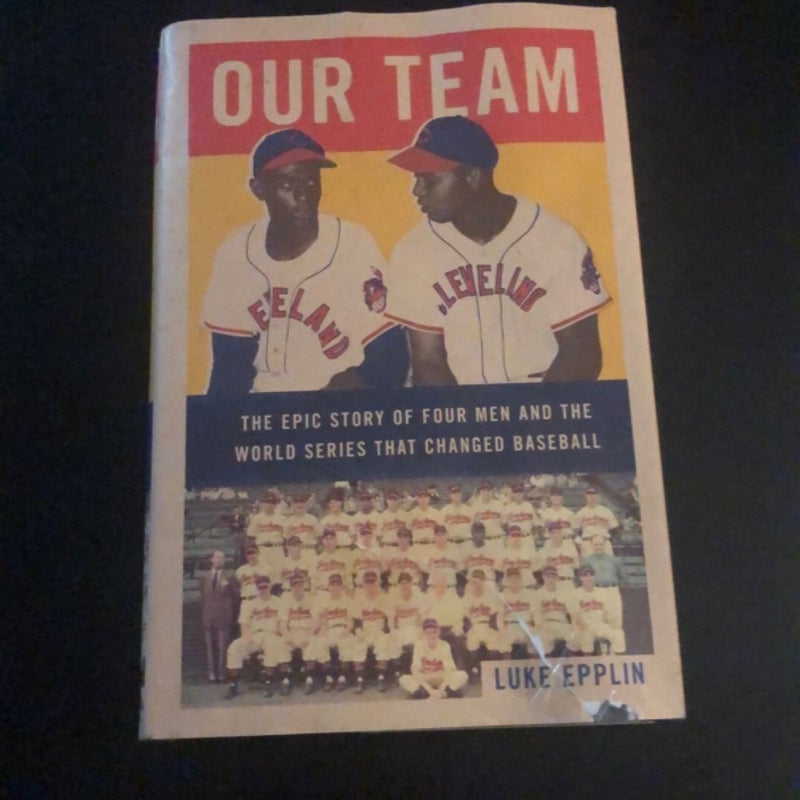 OUR TEAM
THE EPIC STORY OF FOUR MEN AND THE
WORLD SERIES THAT CHANGED BASEBALL
LUKE EPPLIN